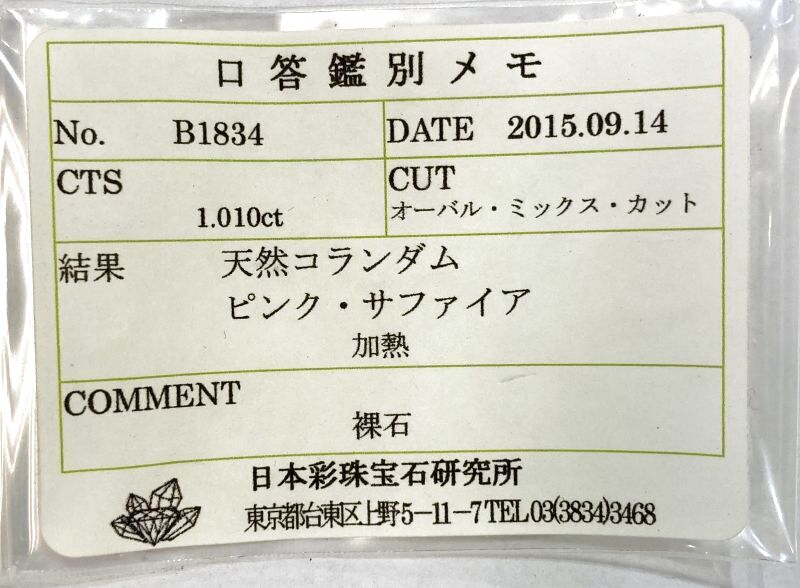 口答鑑別メモ
No. B1834 DATE 2015.09.14
CTS CUT
1.010ct オーバル・ミックス・カット
結果 天然コランダム
ピンク・サファイア
加熱
COMMENT
裸石
日本彩珠宝石研究所
東京都台東区上野5-11-7 TEL 03(3834)3468